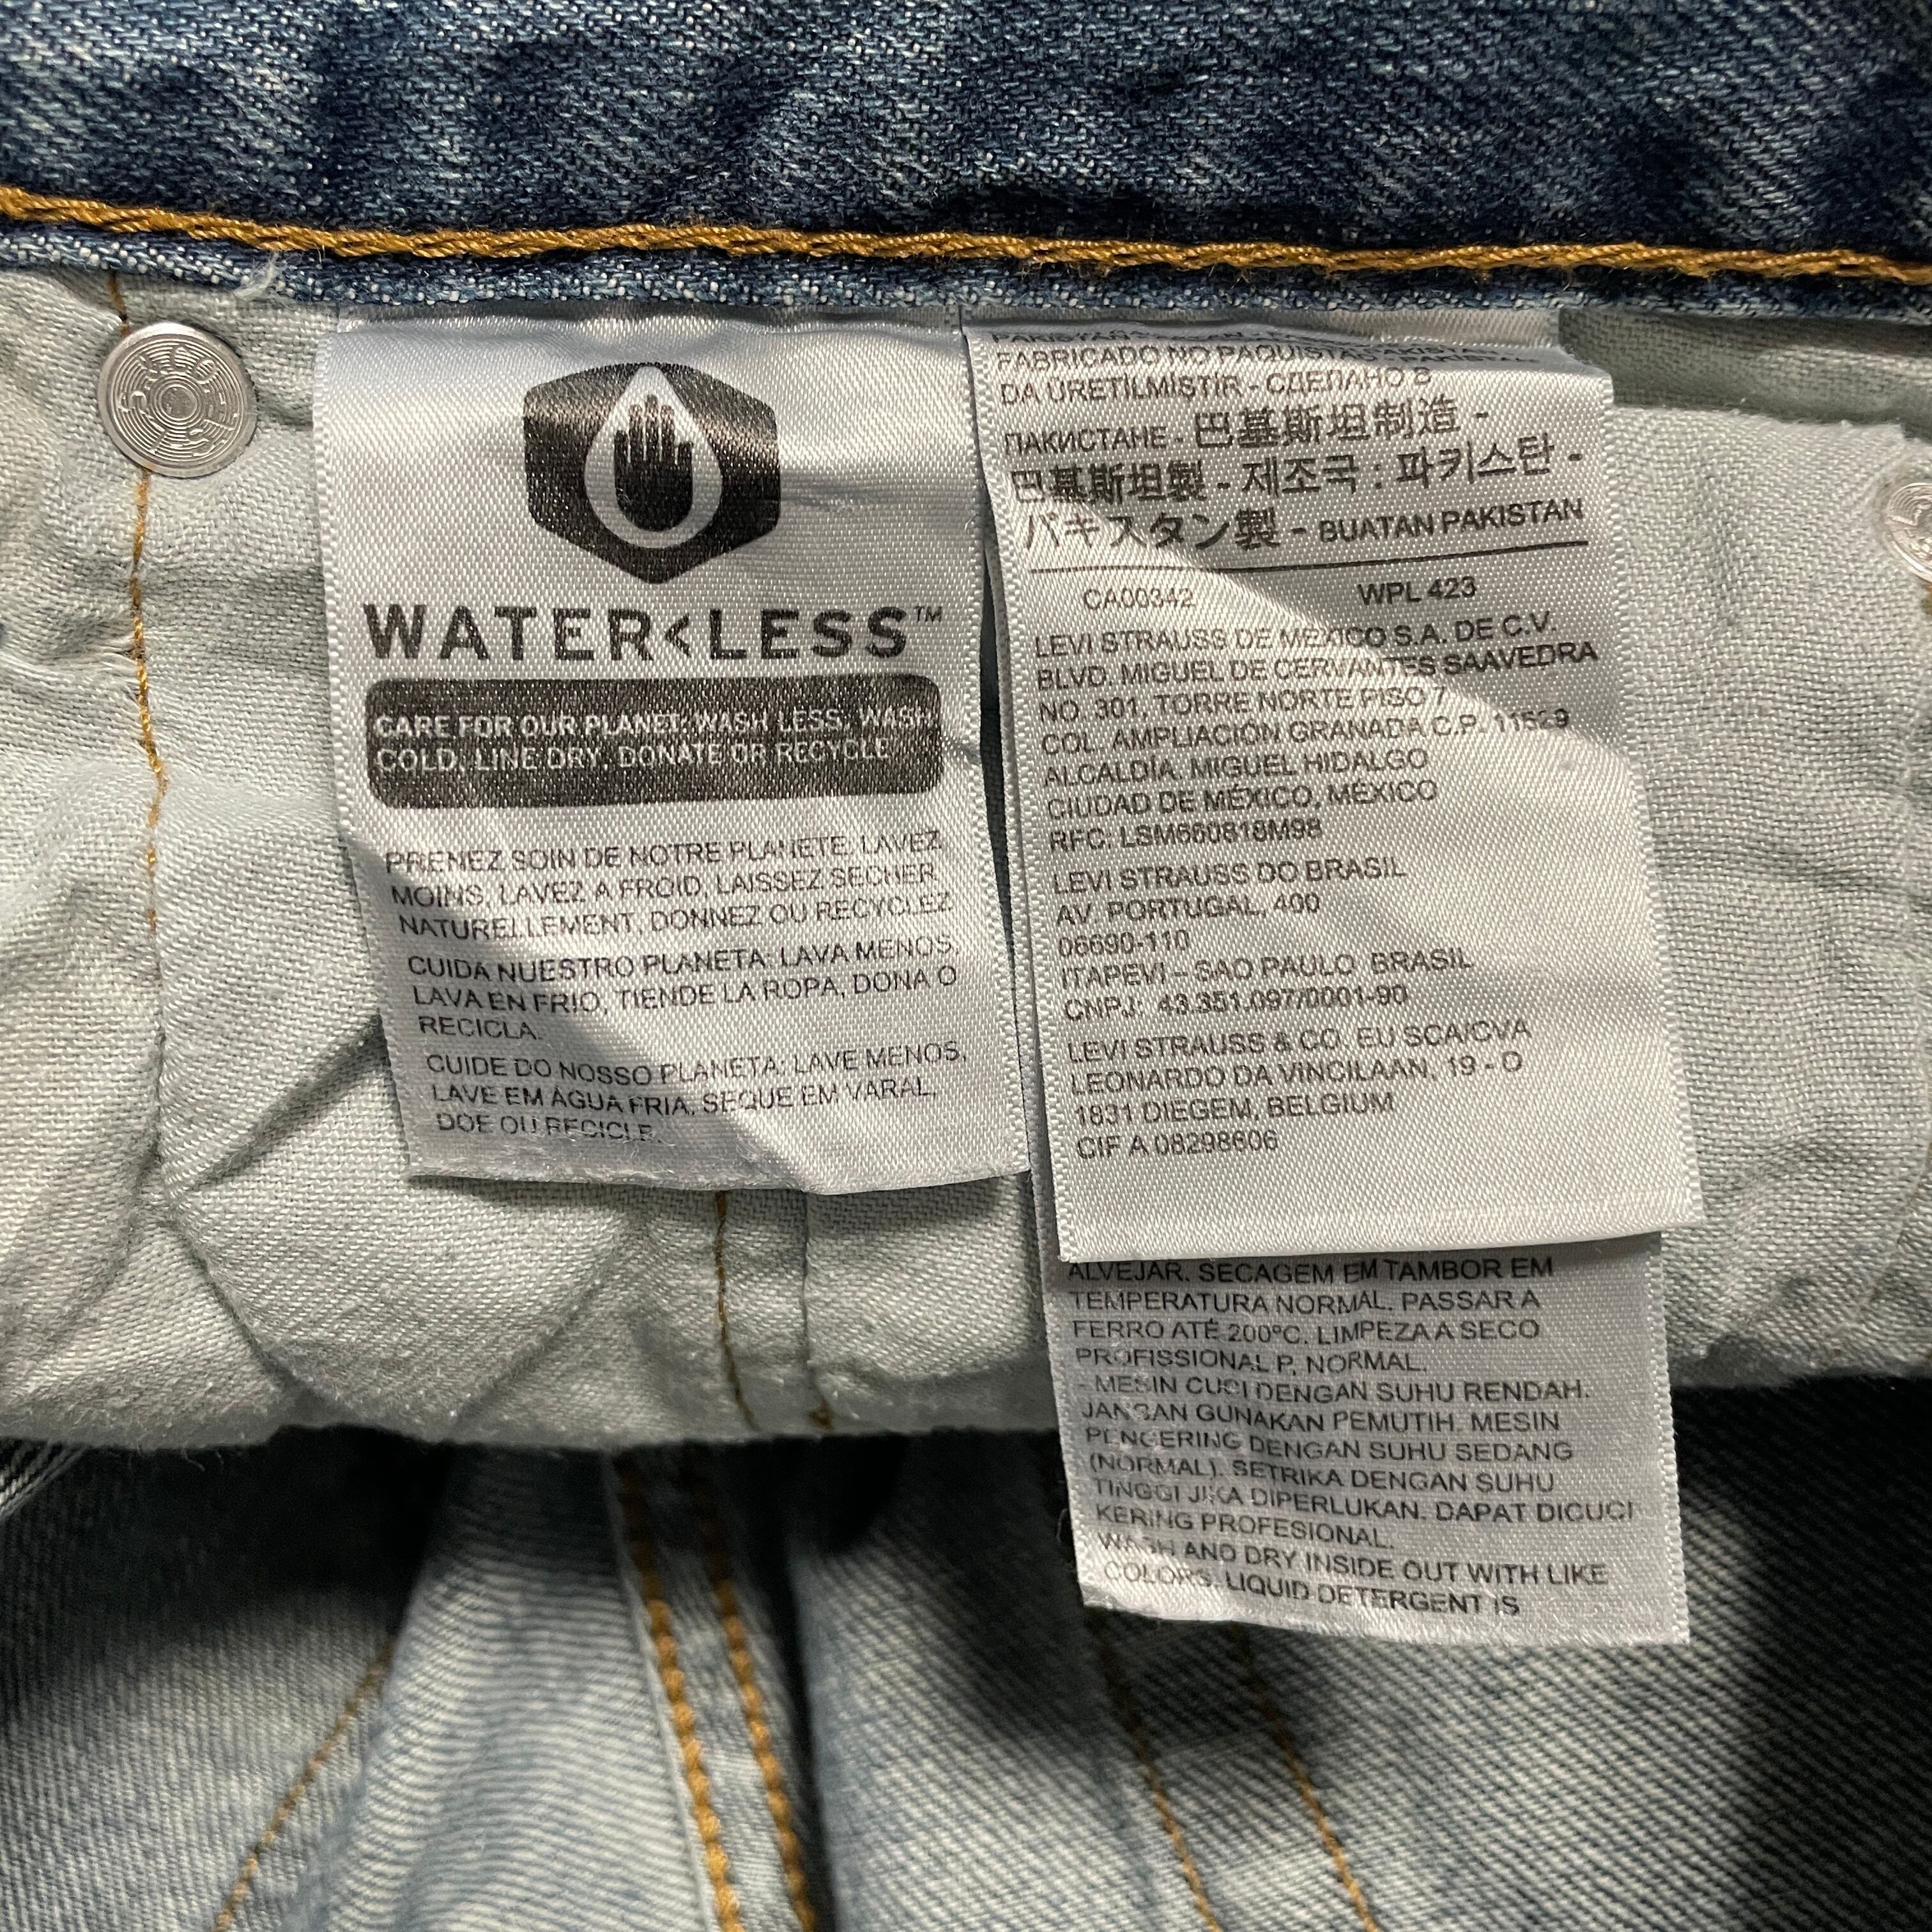 WATER<LESS™
CARE FOR OUR PLANET: WASH LESS, WASH
COLD, LINE DRY, DONATE OR RECYCLE
PRENEZ SOIN DE NOTRE PLANÈTE: LAVEZ
MOINS, LAVEZ À FROID, LAISSEZ SÉCHER
NATURELLEMENT, DONNEZ OU RECYCLEZ
CUIDA NUESTRO PLANETA: LAVA MENOS,
LAVA EN FRIO, TIENDE LA ROPA, DONA O
RECICLA.
CUIDE DO NOSSO PLANETA: LAVE MENOS,
LAVE EM ÁGUA FRIA, SEQUE EM VARAL,
DOE OU RECICLE.
FABRICADO NO PAQUISTÃO
DA ÜRETİLMİŞTİR - СДЕЛАНО В
ПАКИСТАНЕ - 巴基斯坦制造 -
巴基斯坦製 - 제조국 : 파키스탄 -
パキスタン製 - BUATAN PAKISTAN
CA00342 WPL 423
LEVI STRAUSS DE MÉXICO S.A. DE C.V.
BLVD. MIGUEL DE CERVANTES SAAVEDRA
NO. 301, TORRE NORTE PISO 7,
COL. AMPLIACIÓN GRANADA C.P. 11529
ALCALDÍA. MIGUEL HIDALGO
CIUDAD DE MÉXICO, MÉXICO
RFC: LSM660818M98
LEVI STRAUSS DO BRASIL
AV. PORTUGAL, 400
06690-110
ITAPEVI – SAO PAULO BRASIL
CNPJ: 43.351.097/0001-90
LEVI STRAUSS & CO. EU SCA/CVA
LEONARDO DA VINCILAAN, 19 - O
1831 DIEGEM, BELGIUM
CIF A 08298606
ALVEJAR. SECAGEM EM TAMBOR EM
TEMPERATURA NORMAL. PASSAR A
FERRO ATÉ 200ºC. LIMPEZA A SECO
PROFISSIONAL P, NORMAL.
- MESIN CUCI DENGAN SUHU RENDAH.
JANGAN GUNAKAN PEMUTIH. MESIN
PENGERING DENGAN SUHU SEDANG
(NORMAL). SETRIKA DENGAN SUHU
TINGGI JIKA DIPERLUKAN. DAPAT DICUCI
KERING PROFESIONAL.
WASH AND DRY INSIDE OUT WITH LIKE
COLORS. LIQUID DETERGENT IS